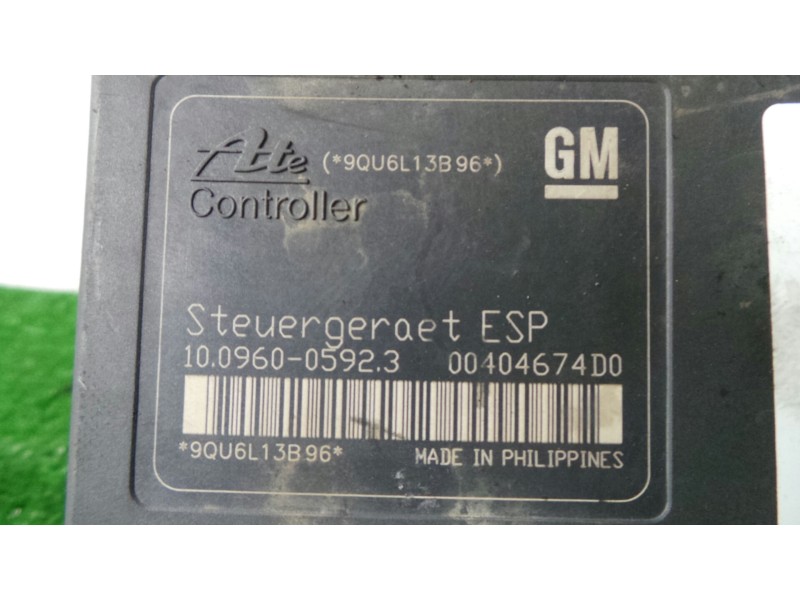 Ate (*9QU6L13B96*) GM
Controller
Steuergeraet ESP
10.0960-0592.3 00404674D0
*9QU6L13B96* MADE IN PHILIPPINES